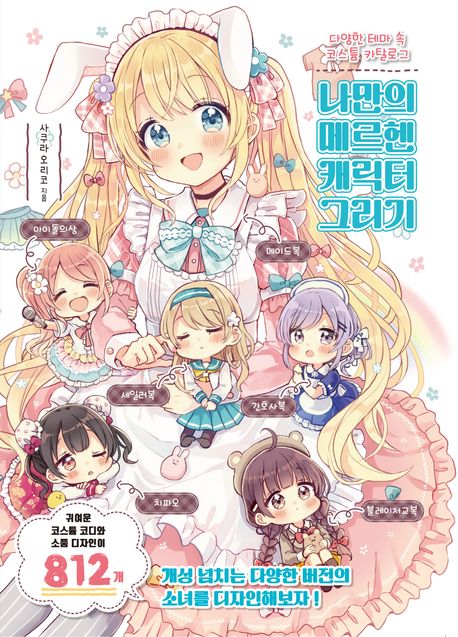 다양한 테마 속
코스튬 카탈로그
나만의
메르헨
캐릭터
그리기
사쿠라 오리코 지음
아이돌의상
메이드복
세일러복
간호사복
치파오
블레이저교복
귀여운
코스튬 코디와
소품 디자인이
812개
개성 넘치는 다양한 버전의
소녀를 디자인해보자!